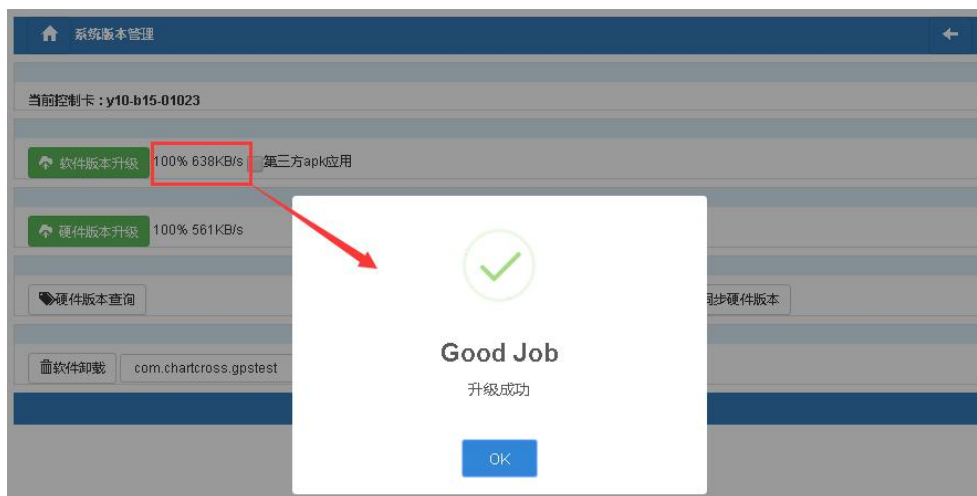 系统版本管理
当前控制卡：y10-b15-01023
软件版本升级 100% 638KB/s 第三方apk应用
硬件版本升级 100% 561KB/s
硬件版本查询
同步硬件版本
软件卸载 com.chartcross.gpstest
Good Job
升级成功
OK